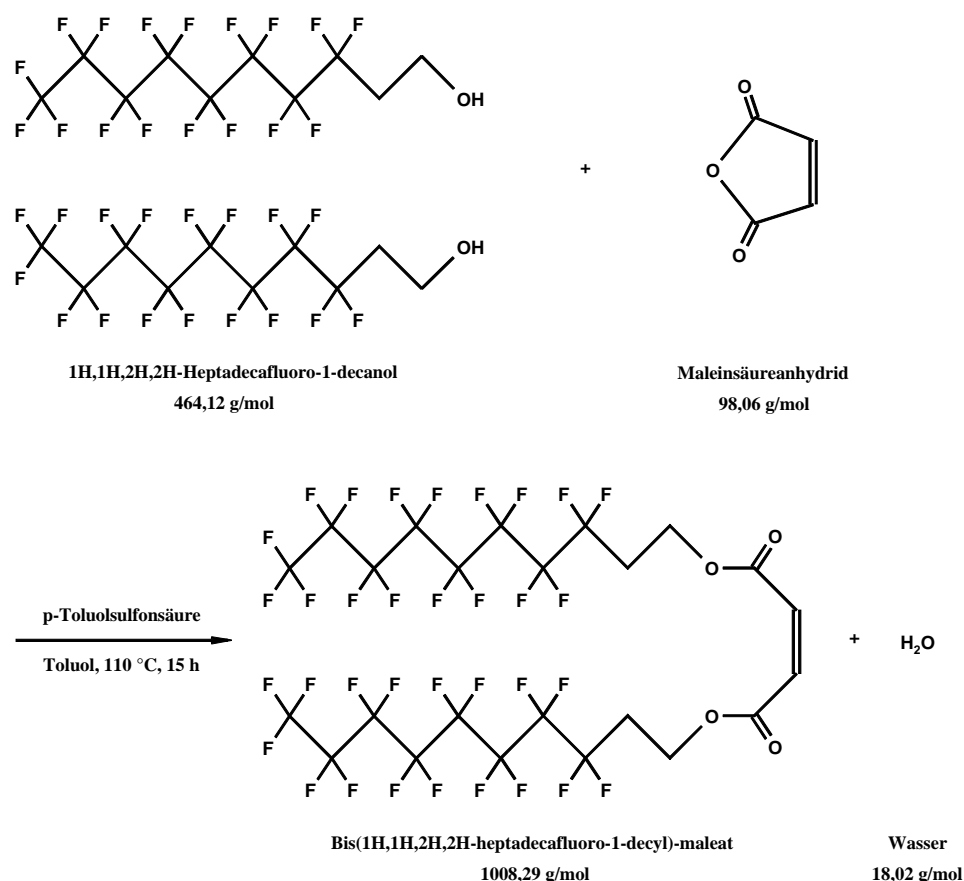 F F F F F F F F
F
O
OH
F F F F F F F F
+
O
F F F F F F F F
OH
O
F
F F F F F F F F
1H,1H,2H,2H-Heptadecafluoro-1-decanol
464,12 g/mol
Maleinsäureanhydrid
98,06 g/mol
F F F F F F F F
F
O
O
F F F F F F F F
p-Toluolsulfonsäure
Toluol, 110 °C, 15 h
+
H₂O
F F F F F F F F
O
F
O
F F F F F F F F
Bis(1H,1H,2H,2H-heptadecafluoro-1-decyl)-maleat
1008,29 g/mol
Wasser
18,02 g/mol